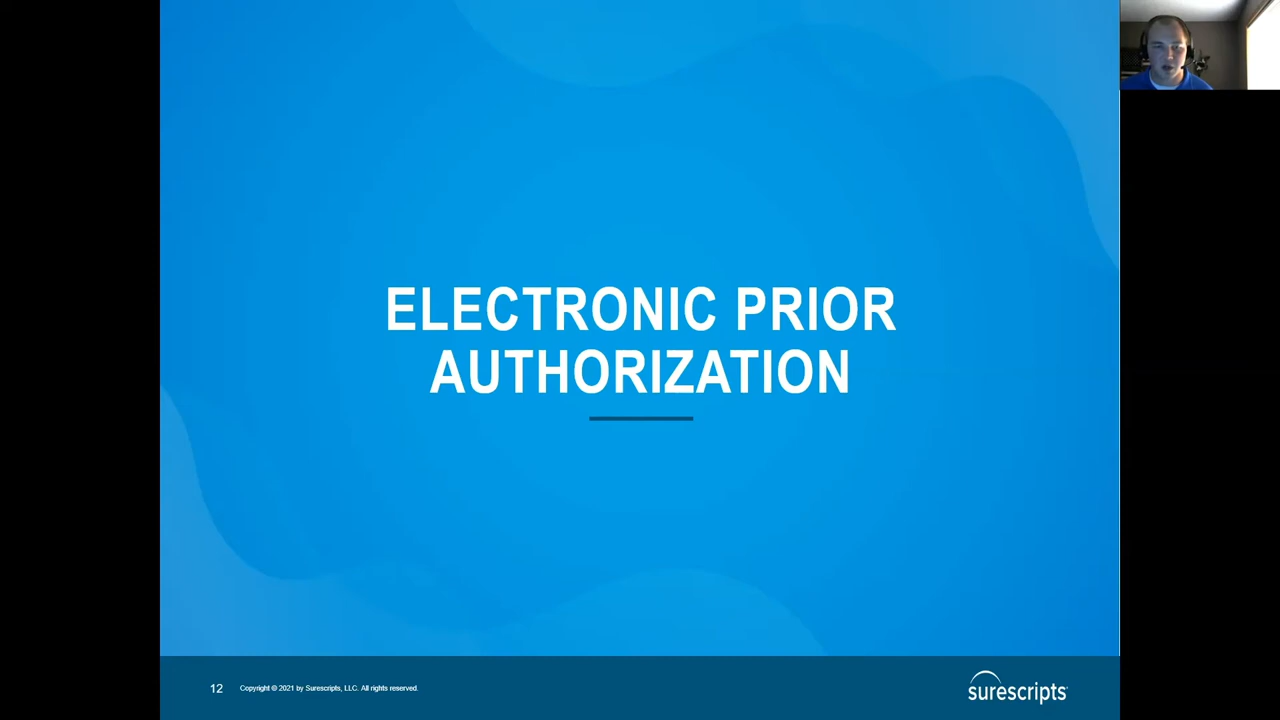 ELECTRONIC PRIOR
AUTHORIZATION
12 Copyright © 2021 by Surescripts, LLC. All rights reserved.
surescripts